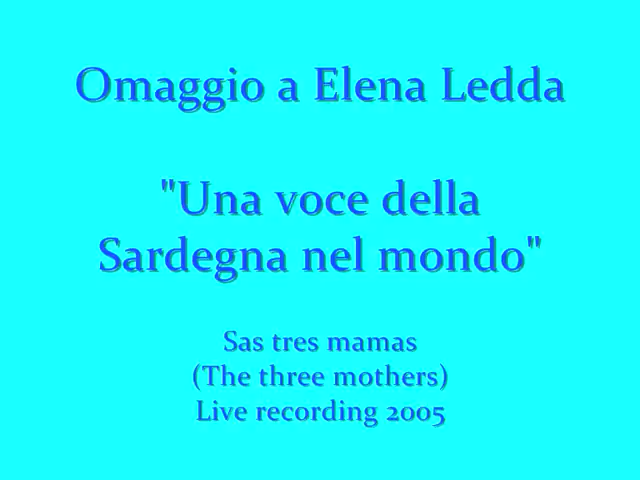 Omaggio a Elena Ledda
"Una voce della
Sardegna nel mondo"
Sas tres mamas
(The three mothers)
Live recording 2005